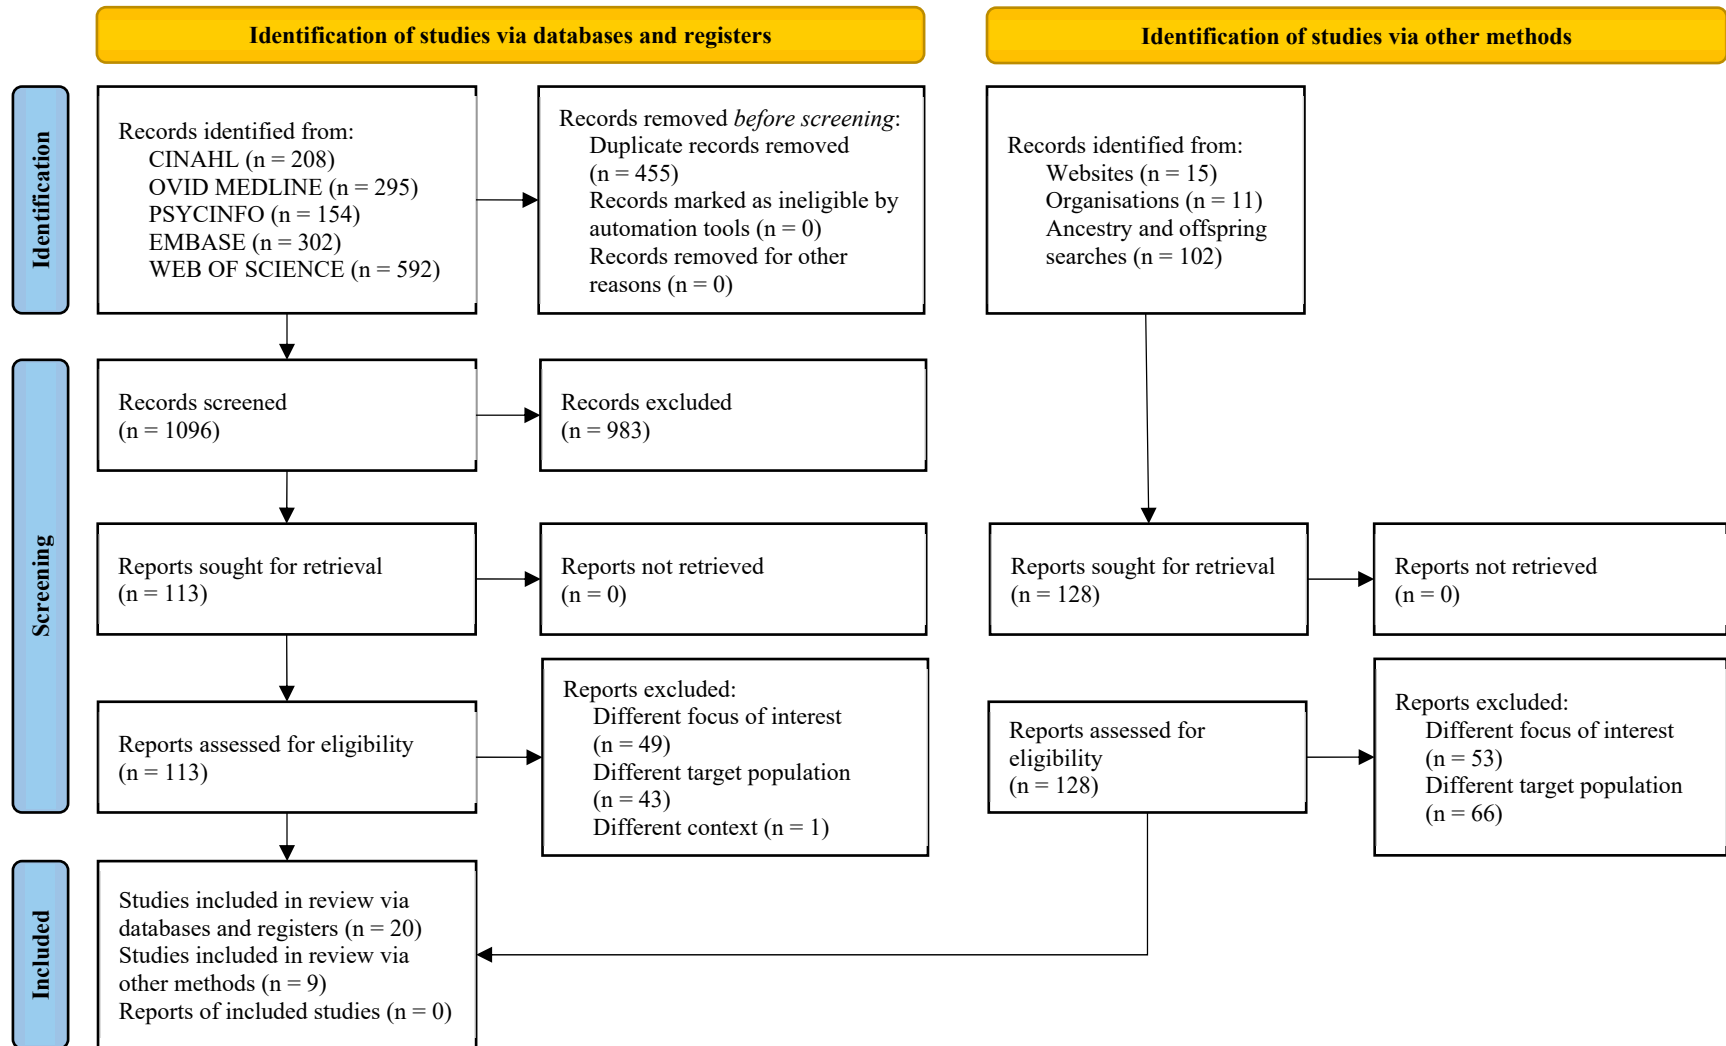 Identification of studies via databases and registers
Identification of studies via other methods
Identification
Records identified from:
CINAHL (n = 208)
OVID MEDLINE (n = 295)
PSYCINFO (n = 154)
EMBASE (n = 302)
WEB OF SCIENCE (n = 592)
Records removed before screening:
Duplicate records removed
(n = 455)
Records marked as ineligible by
automation tools (n = 0)
Records removed for other
reasons (n = 0)
Records identified from:
Websites (n = 15)
Organisations (n = 11)
Ancestry and offspring
searches (n = 102)
Screening
Records screened
(n = 1096)
Records excluded
(n = 983)
Reports sought for retrieval
(n = 113)
Reports not retrieved
(n = 0)
Reports sought for retrieval
(n = 128)
Reports not retrieved
(n = 0)
Reports assessed for eligibility
(n = 113)
Reports excluded:
Different focus of interest
(n = 49)
Different target population
(n = 43)
Different context (n = 1)
Reports assessed for
eligibility
(n = 128)
Reports excluded:
Different focus of interest
(n = 53)
Different target population
(n = 66)
Included
Studies included in review via
databases and registers (n = 20)
Studies included in review via
other methods (n = 9)
Reports of included studies (n = 0)